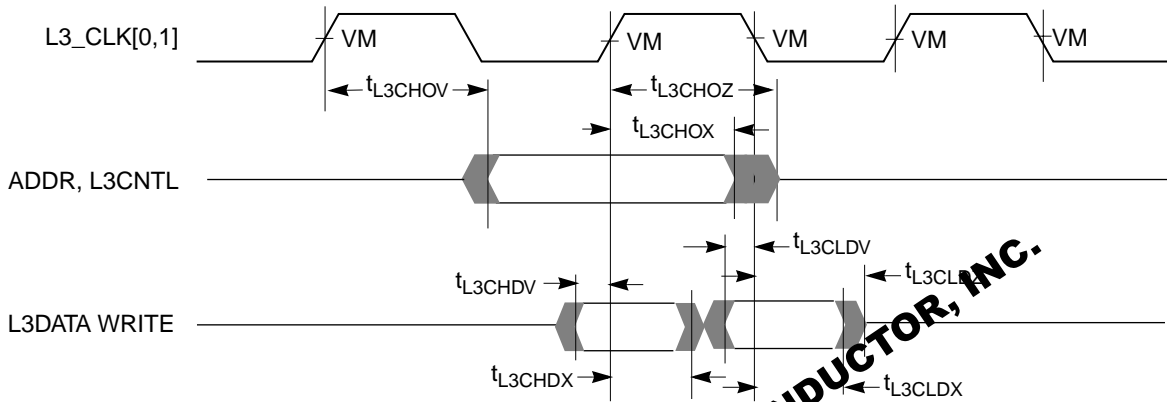 L3_CLK[0,1]
VM
VM
VM
VM
VM
tL3CHOV
tL3CHOZ
tL3CHOX
ADDR, L3CNTL
tL3CLDV
tL3CHDV
L3DATA WRITE
tL3CHDX
tL3CLDX
NDUCTOR, INC.